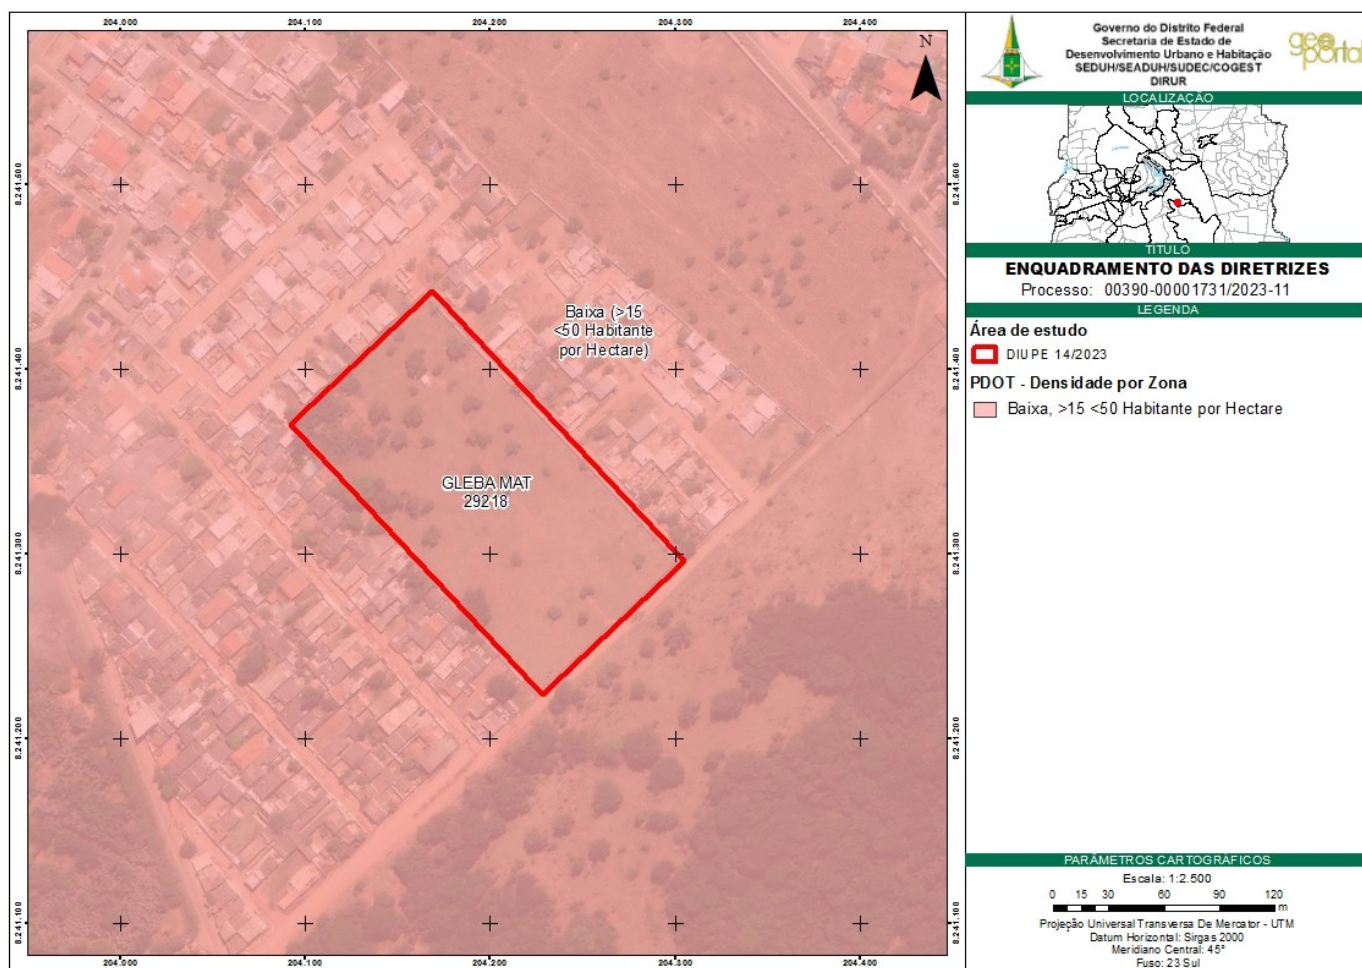 204.000 204.100 204.200 204.300 204.400
N
8.241.600 8.241.600
Baixa (>15
<50 Habitante
por Hectare)
8.241.400 8.241.400
GLEBA MAT
29218
8.241.300 8.241.300
8.241.200 8.241.200
8.241.100 8.241.100
204.000 204.100 204.200 204.300 204.400
Governo do Distrito Federal
Secretaria de Estado de
Desenvolvimento Urbano e Habitação
SEDUH/SEADUH/SUDEC/COGEST
DIRUR
geo
portal
LOCALIZAÇÃO
TÍTULO
ENQUADRAMENTO DAS DIRETRIZES
Processo: 00390-00001731/2023-11
LEGENDA
Área de estudo
DIUPE 14/2023
PDOT - Densidade por Zona
Baixa, >15 <50 Habitante por Hectare
PARÂMETROS CARTOGRÁFICOS
Escala: 1:2.500
0 15 30 60 90 120
m
Projeção Universal Transversa De Mercator - UTM
Datum Horizontal: Sirgas 2000
Meridiano Central: 45°
Fuso: 23 Sul